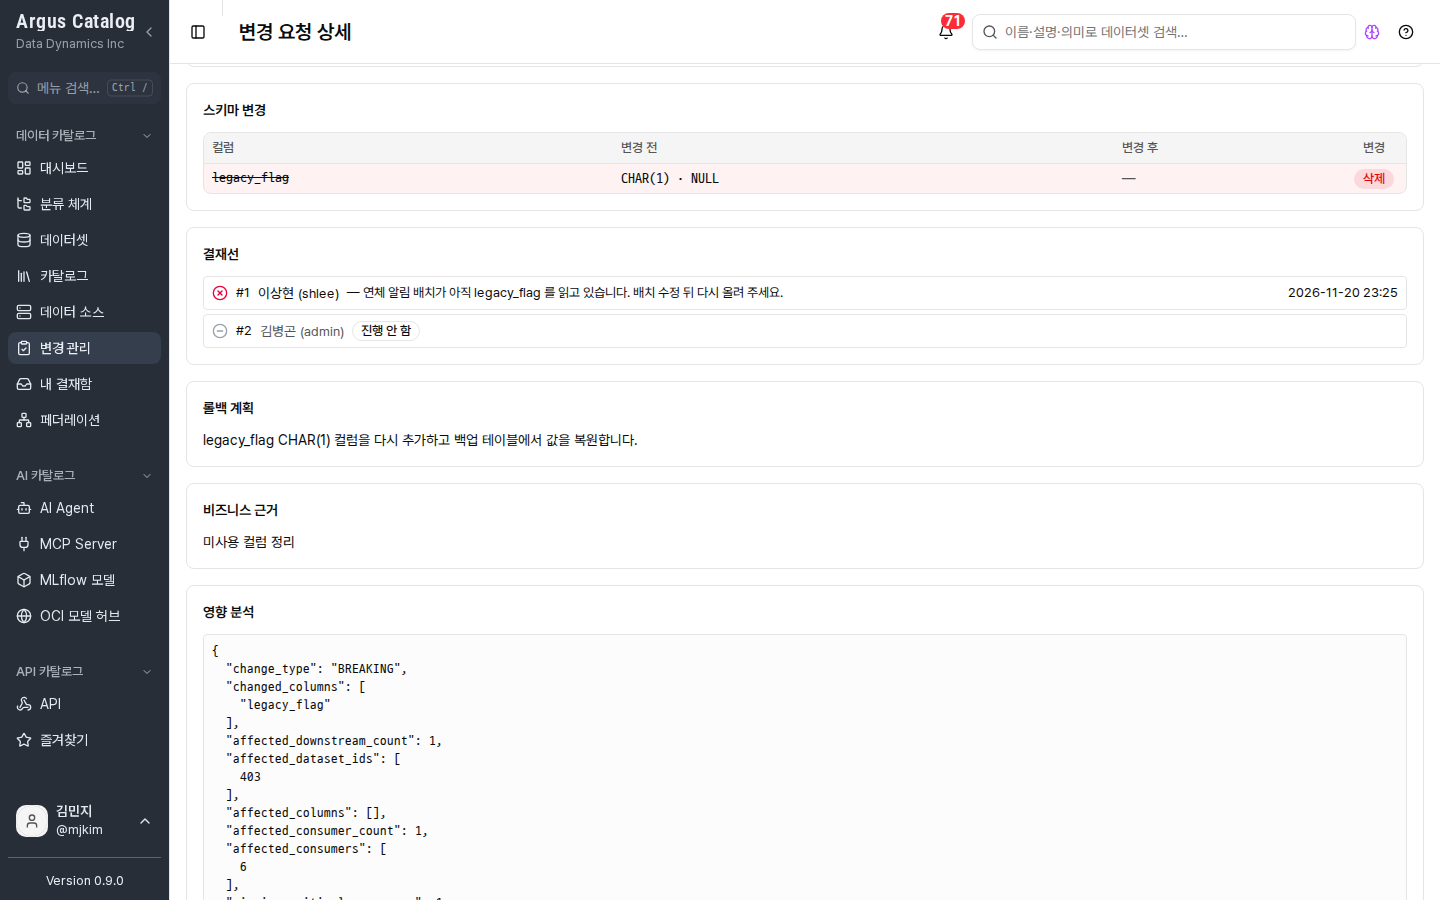 Argus Catalog
Data Dynamics Inc
메뉴 검색... Ctrl /
데이터 카탈로그
대시보드
분류 체계
데이터셋
카탈로그
데이터 소스
변경 관리
내 결재함
페더레이션
AI 카탈로그
AI Agent
MCP Server
MLflow 모델
OCI 모델 허브
API 카탈로그
API
즐겨찾기
김민지
@mjkim
Version 0.9.0
변경 요청 상세
71
이름·설명·의미로 데이터셋 검색...
스키마 변경
컬럼 변경 전 변경 후 변경
legacy_flag CHAR(1) · NULL — 삭제
결재선
#1 이상현 (shlee) — 연체 알림 배치가 아직 legacy_flag 를 읽고 있습니다. 배치 수정 뒤 다시 올려 주세요. 2026-11-20 23:25
#2 김병곤 (admin) 진행 안 함
롤백 계획
legacy_flag CHAR(1) 컬럼을 다시 추가하고 백업 테이블에서 값을 복원합니다.
비즈니스 근거
미사용 컬럼 정리
영향 분석
{
"change_type": "BREAKING",
"changed_columns": [
"legacy_flag"
],
"affected_downstream_count": 1,
"affected_dataset_ids": [
403
],
"affected_columns": [],
"affected_consumer_count": 1,
"affected_consumers": [
6
],